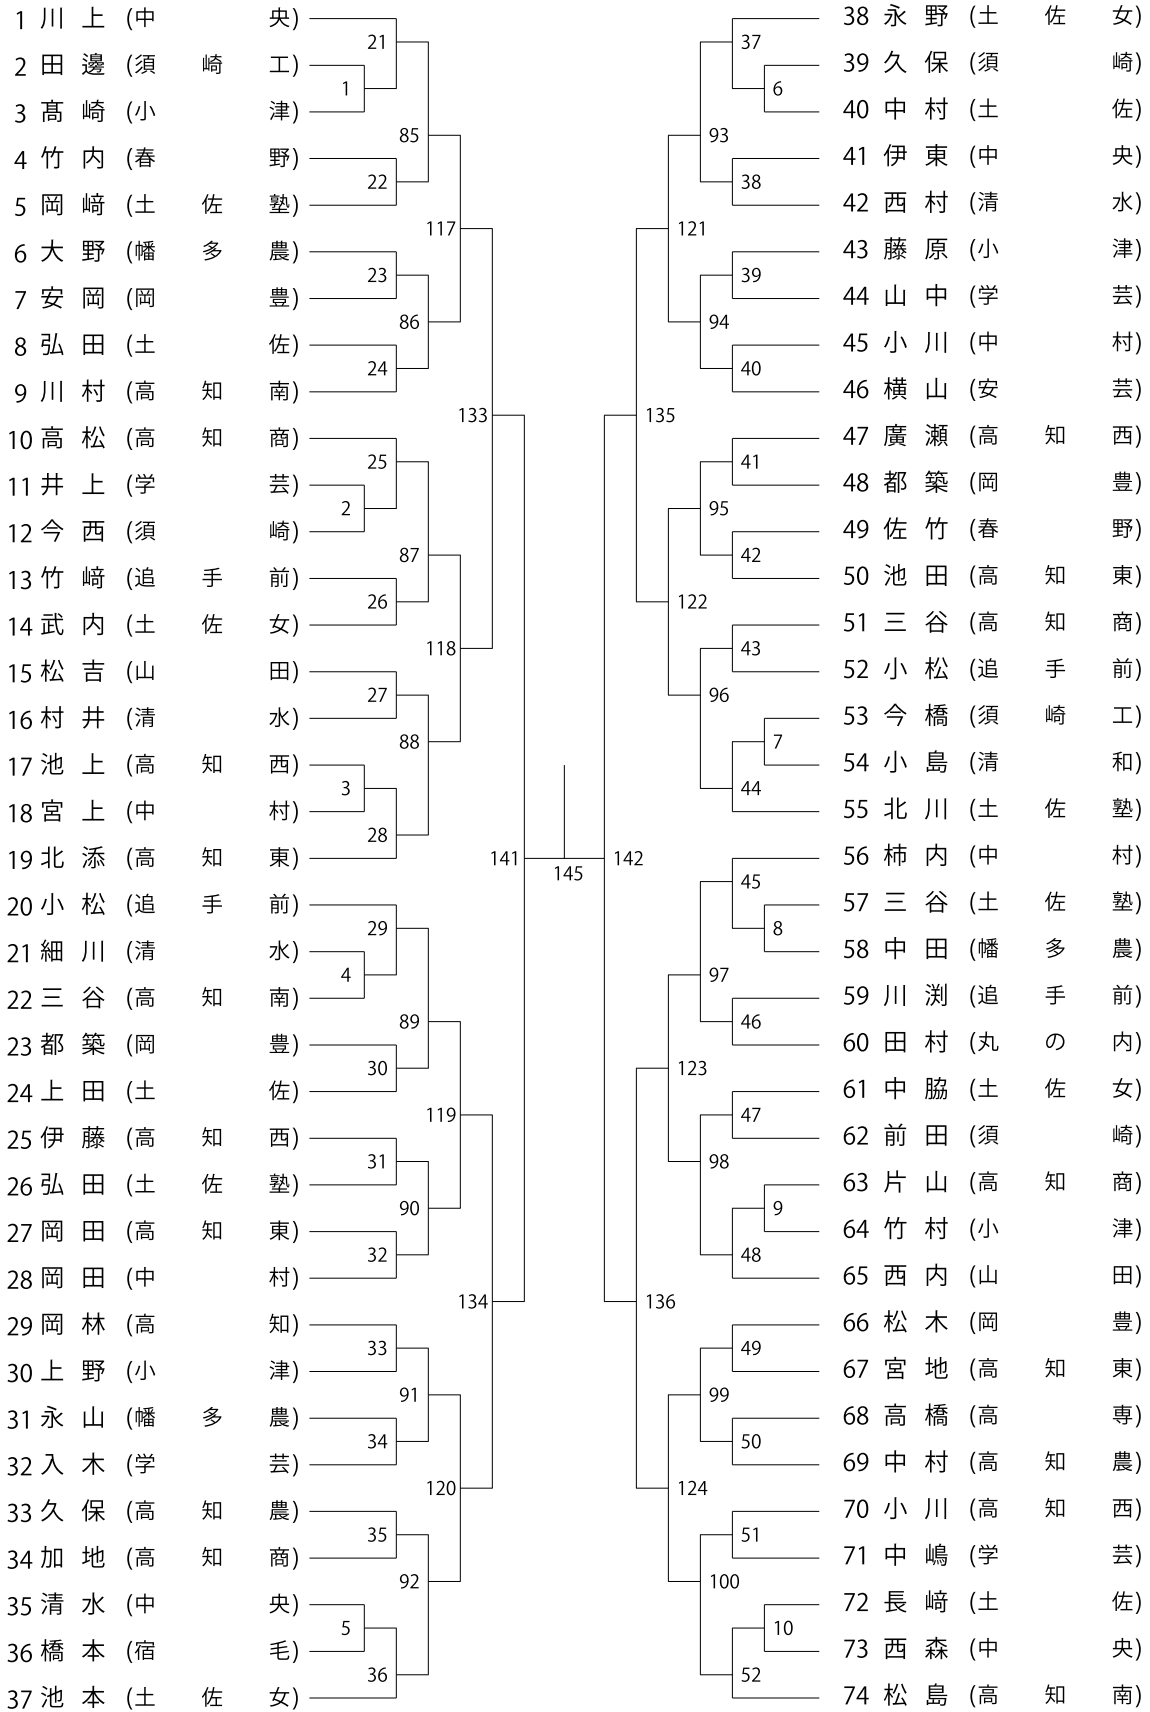 1 川上 (中央)
2 田邊 (須崎工)
3 髙崎 (小津)
4 竹内 (春野)
5 岡﨑 (土佐塾)
6 大野 (幡多農)
7 安岡 (岡豊)
8 弘田 (土佐)
9 川村 (高知南)
10 高松 (高知商)
11 井上 (学芸)
12 今西 (須崎)
13 竹﨑 (追手前)
14 武内 (土佐女)
15 松吉 (山田)
16 村井 (清水)
17 池上 (高知西)
18 宮上 (中村)
19 北添 (高知東)
20 小松 (追手前)
21 細川 (清水)
22 三谷 (高知南)
23 都築 (岡豊)
24 上田 (土佐)
25 伊藤 (高知西)
26 弘田 (土佐塾)
27 岡田 (高知東)
28 岡田 (中村)
29 岡林 (高知)
30 上野 (小津)
31 永山 (幡多農)
32 入木 (学芸)
33 久保 (高知農)
34 加地 (高知商)
35 清水 (中央)
36 橋本 (宿毛)
37 池本 (土佐女)
1
2
3
4
5
21
22
23
24
25
26
27
28
29
30
31
32
33
34
35
36
85
86
87
88
89
90
91
92
117
118
119
120
133
134
141
145
142
135
136
121
122
123
124
93
94
95
96
97
98
99
100
37
38
39
40
41
42
43
44
45
46
47
48
49
50
51
52
6
7
8
9
10
38 永野 (土佐女)
39 久保 (須崎)
40 中村 (土佐)
41 伊東 (中央)
42 西村 (清水)
43 藤原 (小津)
44 山中 (学芸)
45 小川 (中村)
46 横山 (安芸)
47 廣瀬 (高知西)
48 都築 (岡豊)
49 佐竹 (春野)
50 池田 (高知東)
51 三谷 (高知商)
52 小松 (追手前)
53 今橋 (須崎工)
54 小島 (清和)
55 北川 (土佐塾)
56 柿内 (中村)
57 三谷 (土佐塾)
58 中田 (幡多農)
59 川渕 (追手前)
60 田村 (丸の内)
61 中脇 (土佐女)
62 前田 (須崎)
63 片山 (高知商)
64 竹村 (小津)
65 西内 (山田)
66 松木 (岡豊)
67 宮地 (高知東)
68 高橋 (高専)
69 中村 (高知農)
70 小川 (高知西)
71 中嶋 (学芸)
72 長﨑 (土佐)
73 西森 (中央)
74 松島 (高知南)